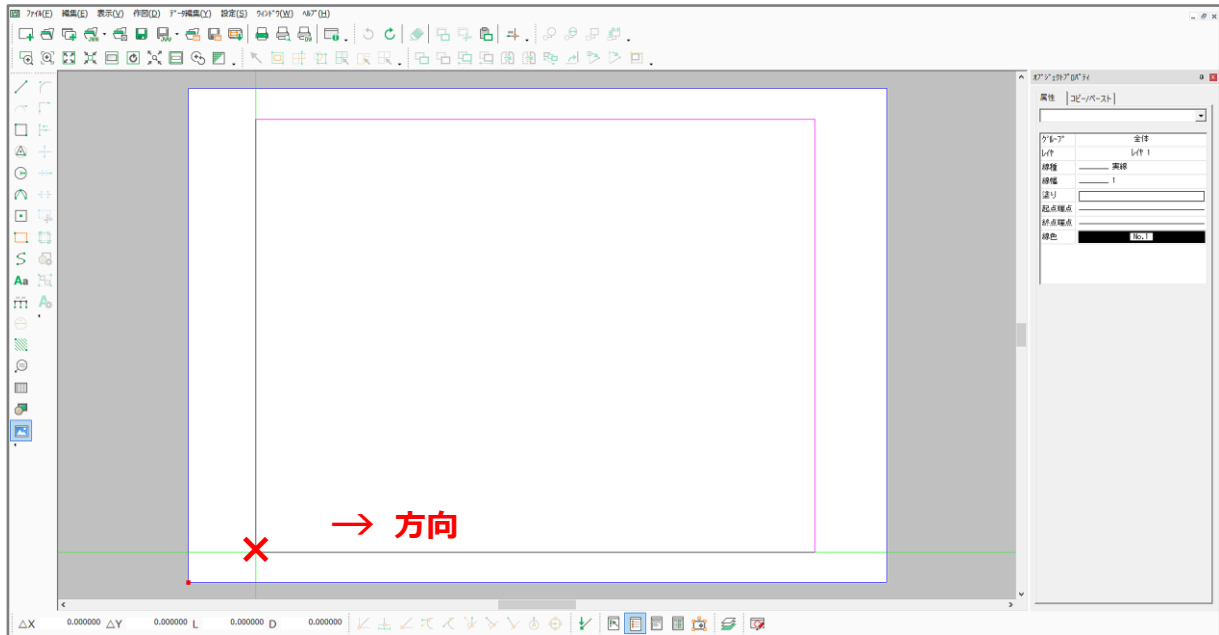 ファイル(F) 編集(E) 表示(V) 作図(D) データ編集(Y) 設定(S) ウィンドウ(W) ヘルプ(H)
オブジェクトプロパティ
属性 コピー/ペースト
グループ 全体
レイヤ レイヤ 1
線種 実線
線幅 1
塗り
起点端点
終点端点
線色 No.1
Aa
→ 方向
△X 0.000000 △Y 0.000000 L 0.000000 D 0.000000